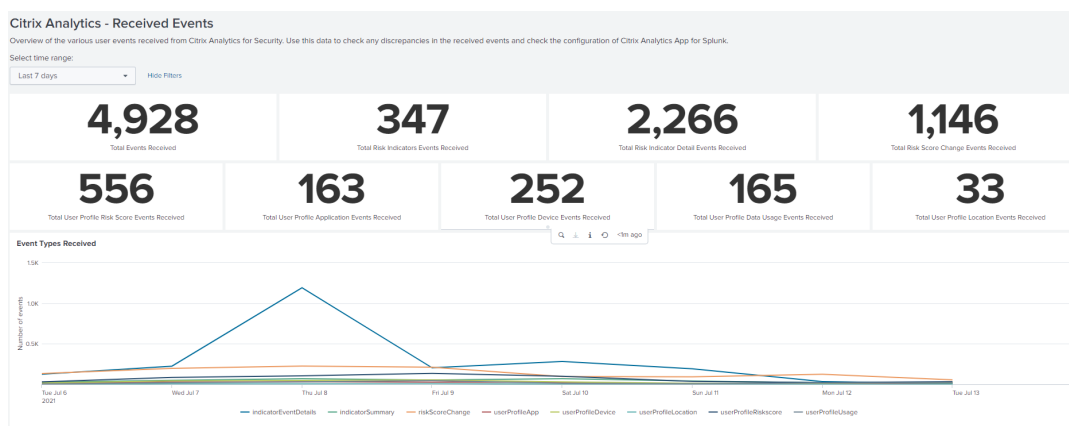 Citrix Analytics - Received Events
Overview of the various user events received from Citrix Analytics for Security. Use this data to check any discrepancies in the received events and check the configuration of Citrix Analytics App for Splunk.
Select time range:
Last 7 days
Hide Filters
4,928
347
2,266
1,146
Total Events Received
Total Risk Indicators Events Received
Total Risk Indicator Detail Events Received
Total Risk Score Change Events Received
556
163
252
165
33
Total User Profile Risk Score Events Received
Total User Profile Application Events Received
Total User Profile Device Events Received
Total User Profile Data Usage Events Received
Total User Profile Location Events Received
<1m ago
Event Types Received
1.5K
1.0K
0.5K
Number of events
Tue Jul 6
2021
Wed Jul 7
Thu Jul 8
Fri Jul 9
Sat Jul 10
Sun Jul 11
Mon Jul 12
Tue Jul 13
indicatorEventDetails
indicatorSummary
riskScoreChange
userProfileApp
userProfileDevice
userProfileLocation
userProfileRiskscore
userProfileUsage